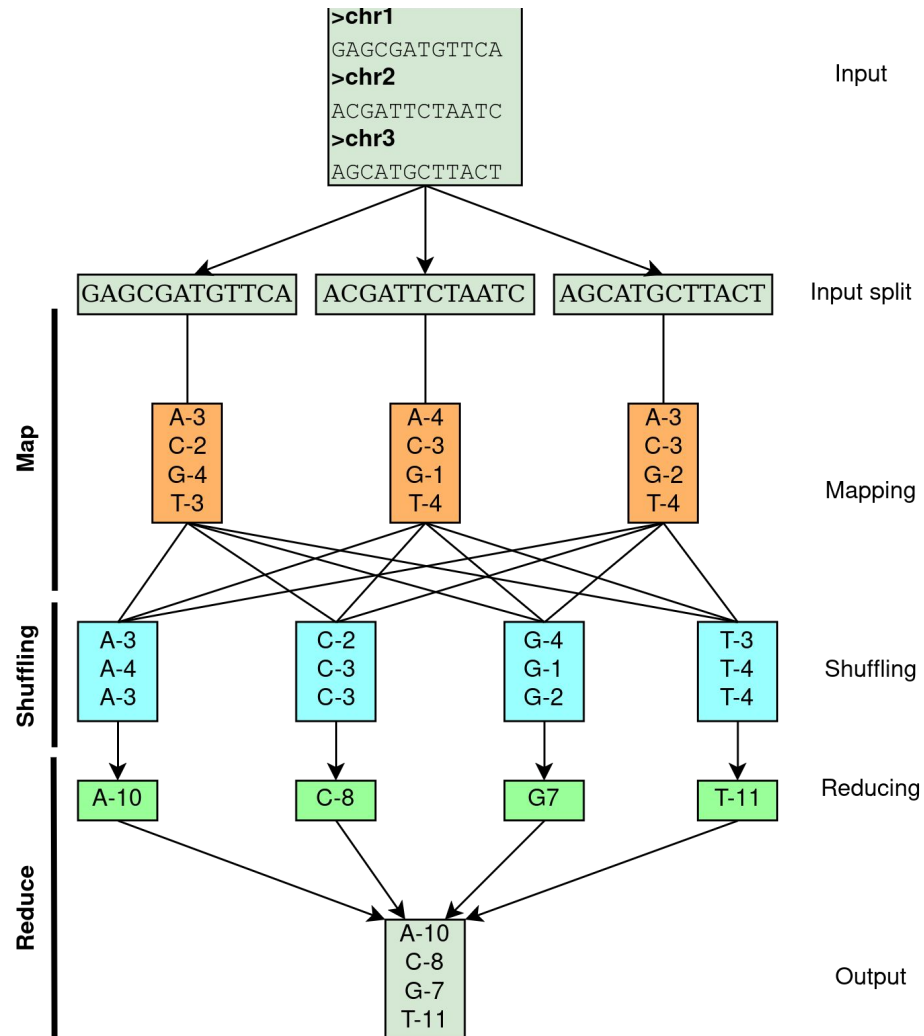 >chr1
GAGCGATGTTCA
>chr2
ACGATTCTAATC
>chr3
AGCATGCTTACT
Input
GAGCGATGTTCA
ACGATTCTAATC
AGCATGCTTACT
Input split
Map
A-3
C-2
G-4
T-3
A-4
C-3
G-1
T-4
A-3
C-3
G-2
T-4
Mapping
Shuffling
A-3
A-4
A-3
C-2
C-3
C-3
G-4
G-1
G-2
T-3
T-4
T-4
Shuffling
Reduce
A-10
C-8
G7
T-11
Reducing
A-10
C-8
G-7
T-11
Output